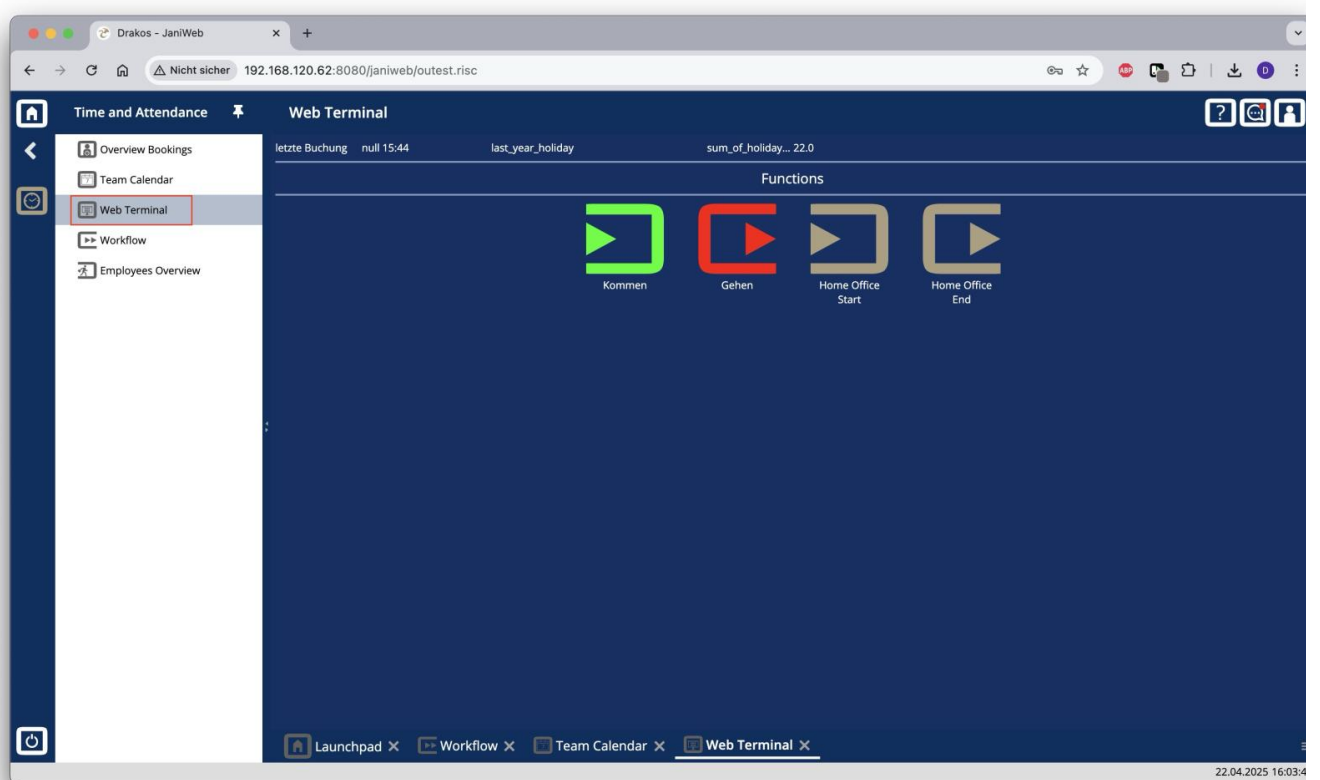 Drakos - JaniWeb
Nicht sicher 192.168.120.62:8080/janiweb/outest.risc
ABP
D
Time and Attendance
Web Terminal
?
Overview Bookings
letzte Buchung null 15:44 last_year_holiday sum_of_holiday... 22.0
Team Calendar
Functions
Web Terminal
Workflow
Employees Overview
Kommen
Gehen
Home Office
Start
Home Office
End
Launchpad
Workflow
Team Calendar
Web Terminal
22.04.2025 16:03:4